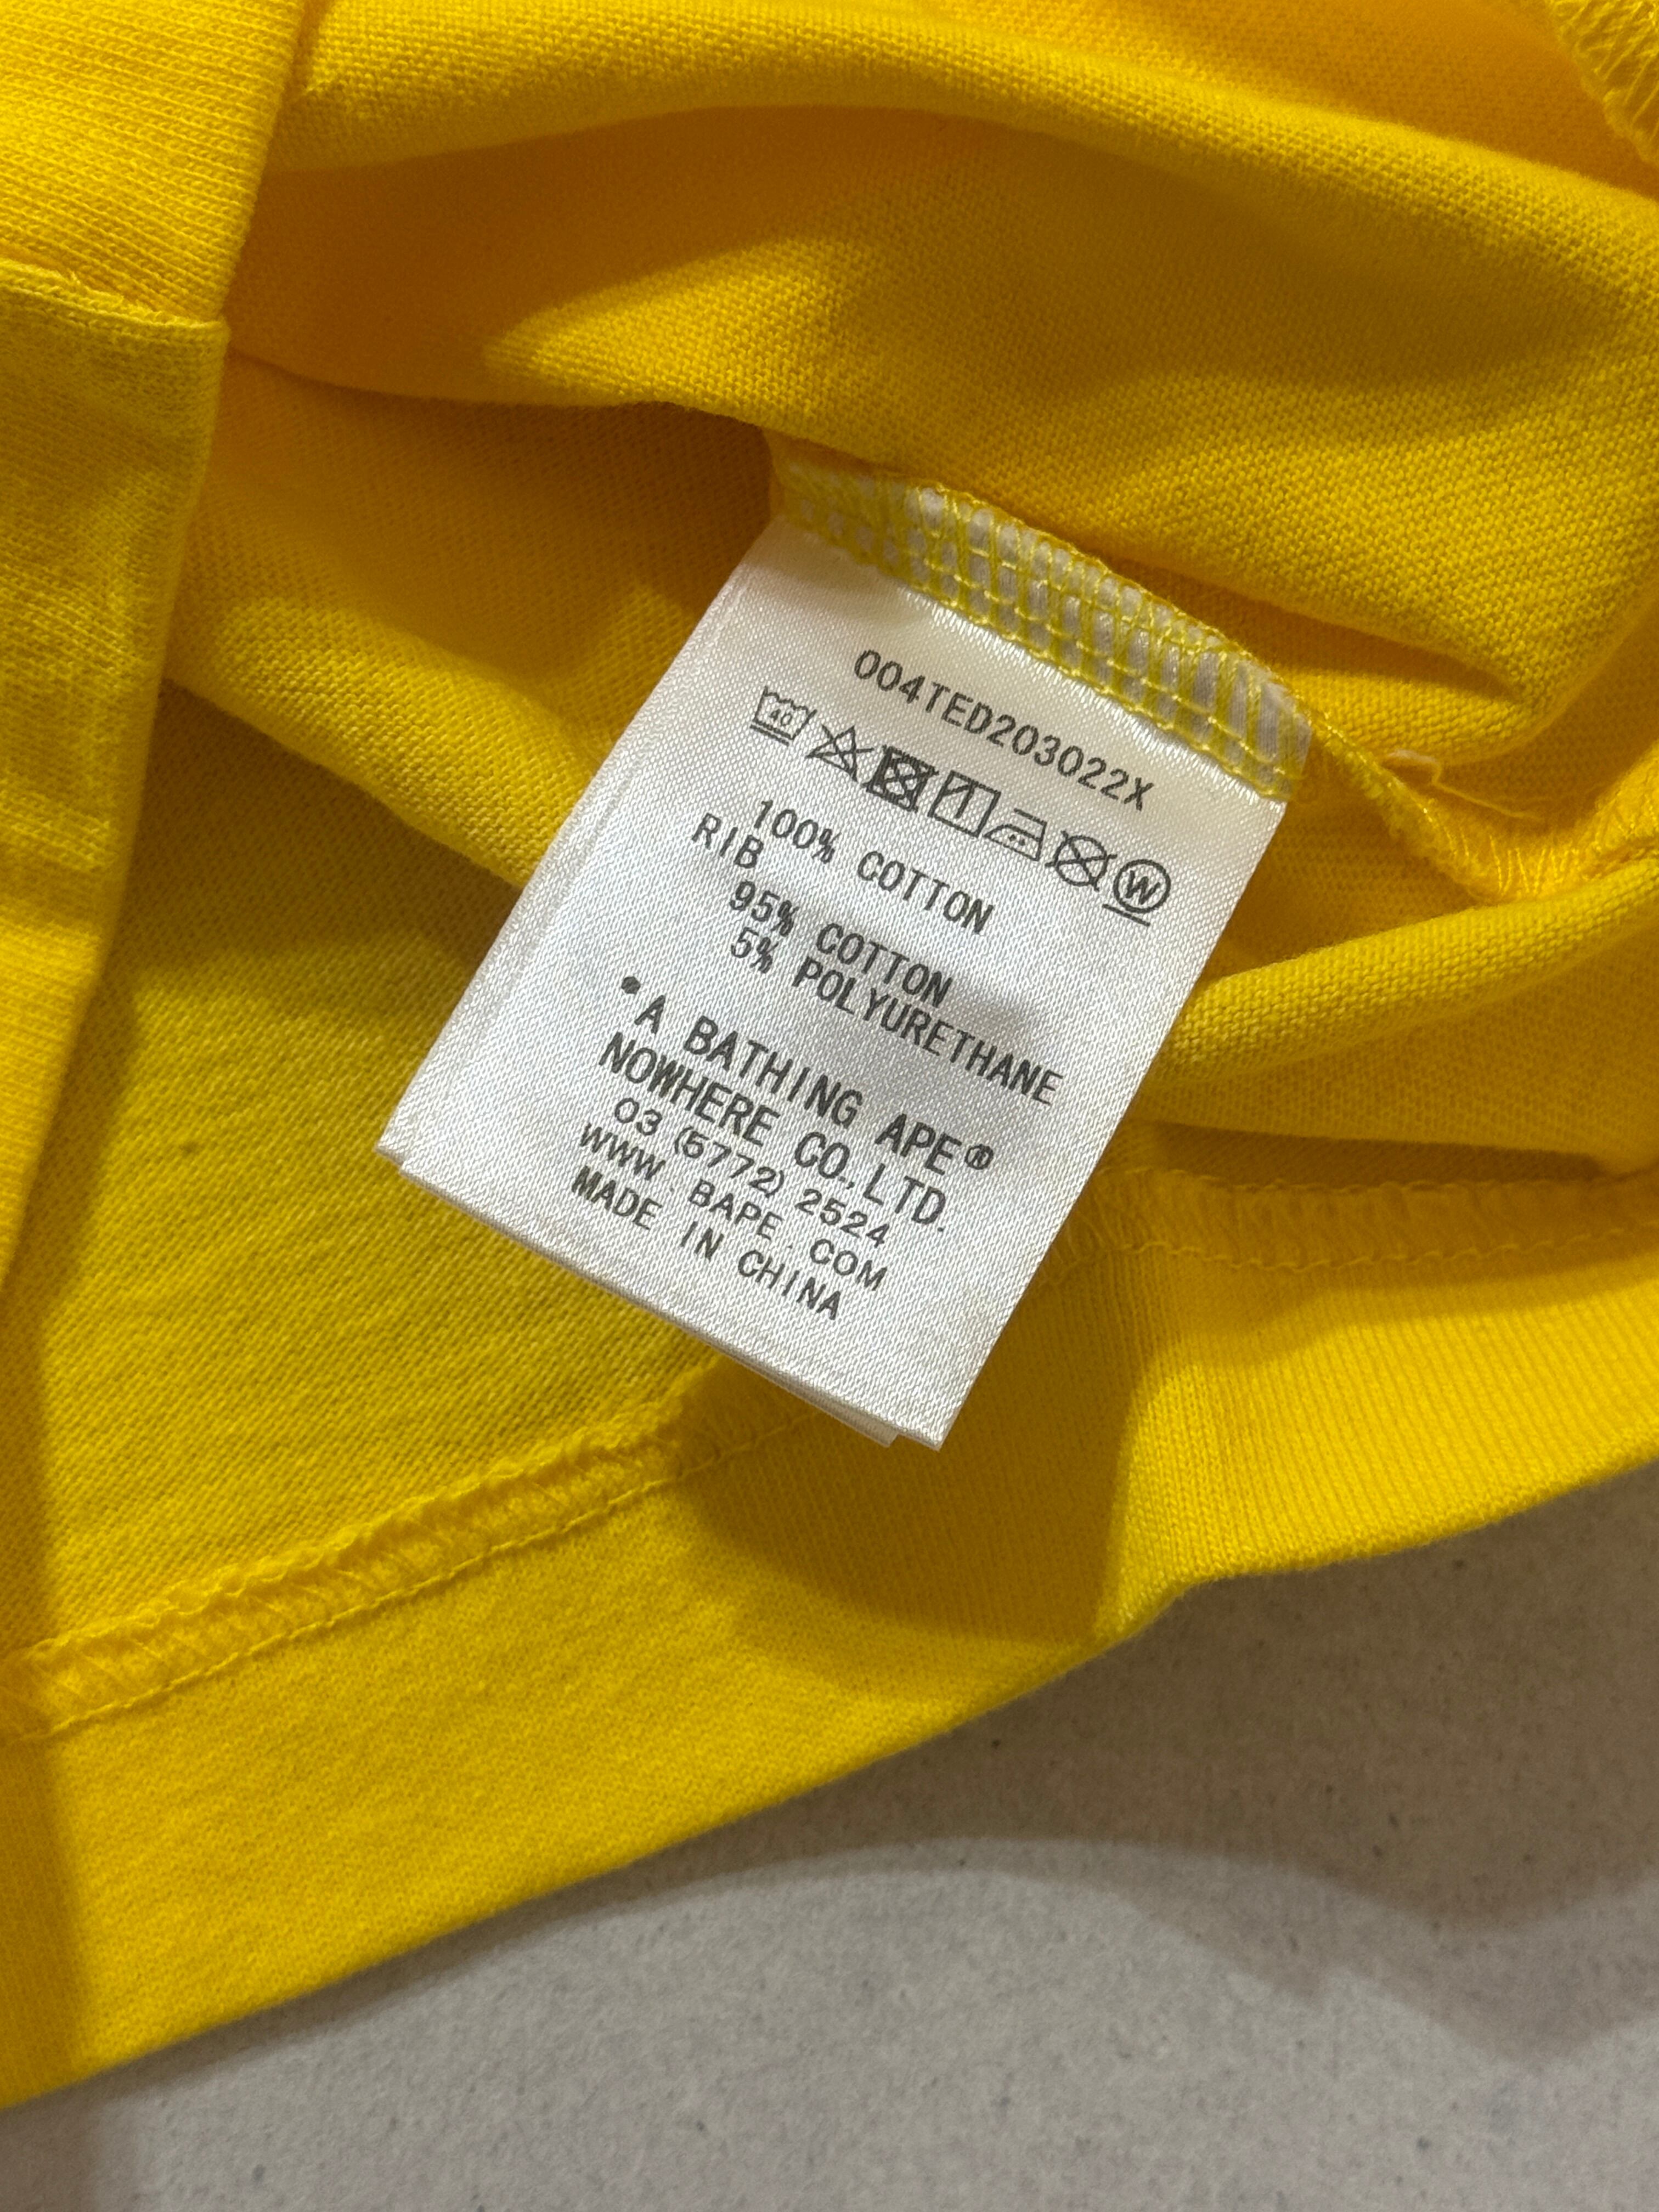 004TED203022X
40
W
100% COTTON
RIB
95% COTTON
5% POLYURETHANE
*A BATHING APE®
NOWHERE CO.,LTD.
03 (5772) 2524
WWW.BAPE.COM
MADE IN CHINA